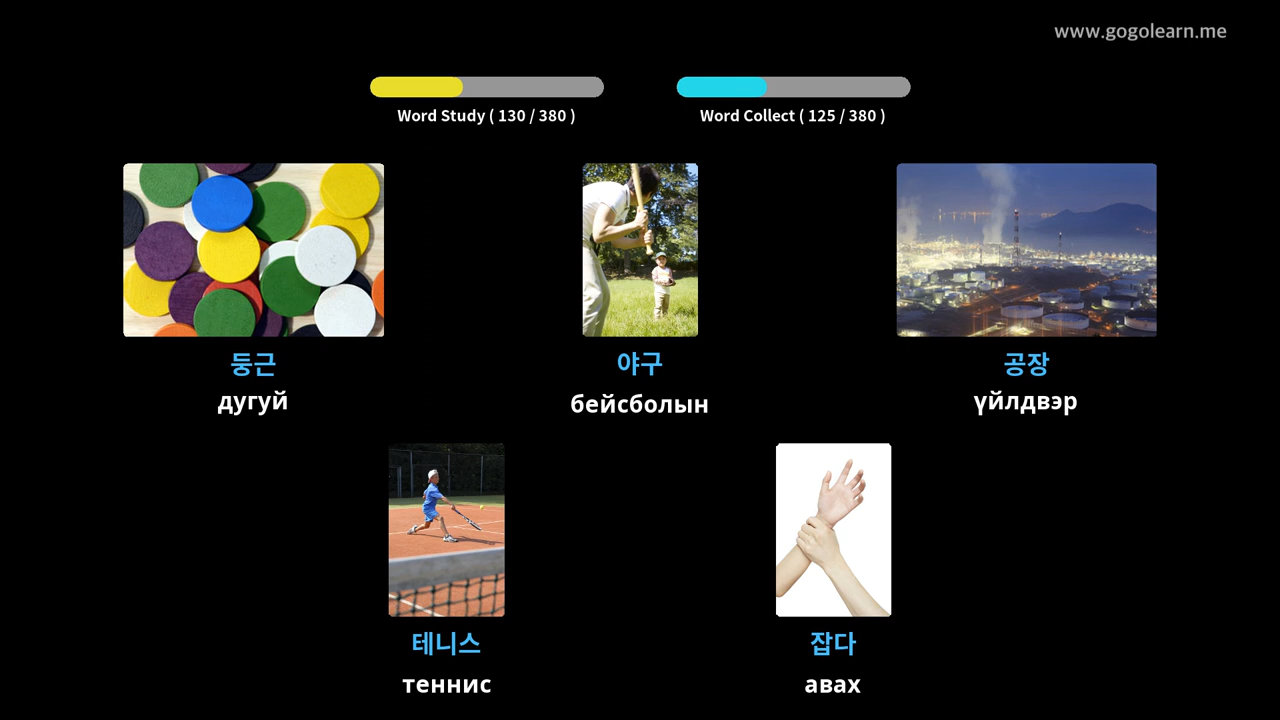 www.gogolearn.me
Word Study ( 130 / 380 )
Word Collect ( 125 / 380 )
둥근
дугуй
야구
бейсболын
공장
үйлдвэр
테니스
теннис
잡다
авах